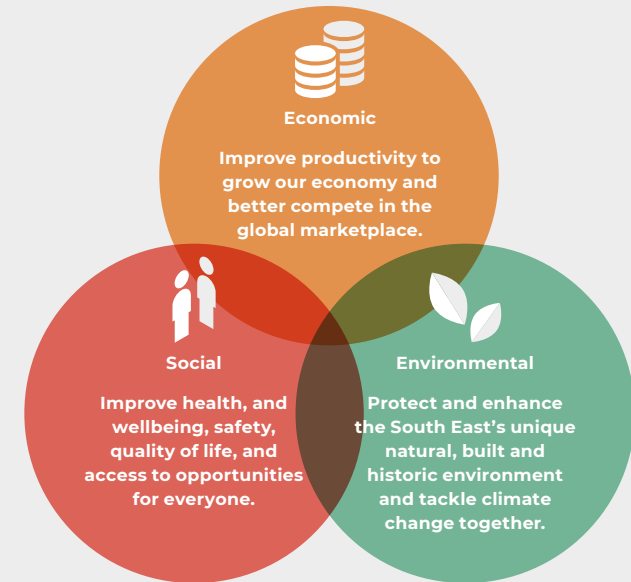 Economic
Improve productivity to
grow our economy and
better compete in the
global marketplace.
Social
Improve health, and
wellbeing, safety,
quality of life, and
access to opportunities
for everyone.
Environmental
Protect and enhance
the South East’s unique
natural, built and
historic environment
and tackle climate
change together.